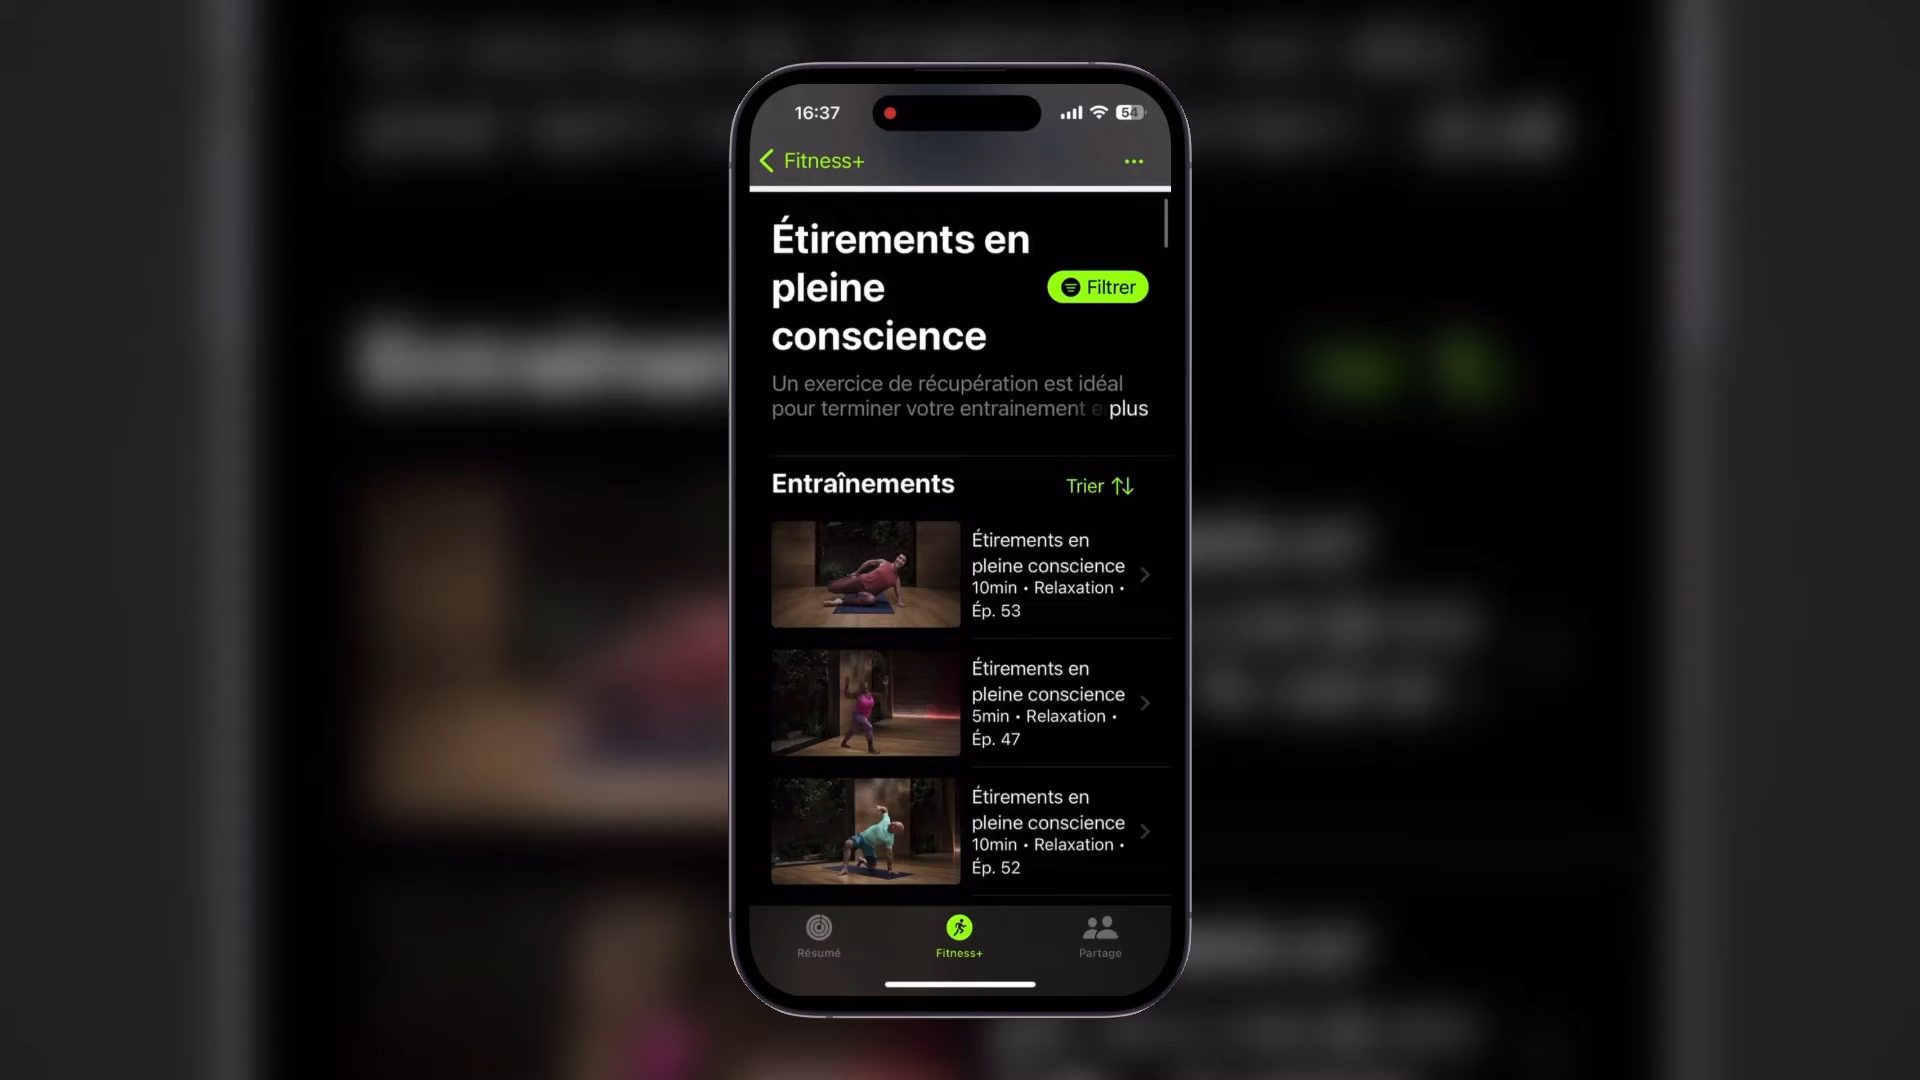 16:37
54
Fitness+
Étirements en
pleine
conscience
Filtrer
Un exercice de récupération est idéal
pour terminer votre entrainement
plus
Entraînements
Trier
Étirements en
pleine conscience
10min • Relaxation •
Ép. 53
Étirements en
pleine conscience
5min • Relaxation •
Ép. 47
Étirements en
pleine conscience
10min • Relaxation •
Ép. 52
Résumé
Fitness+
Partage